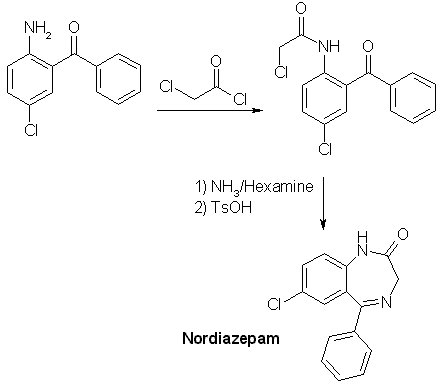 NH2
O
O
NH
Cl
O
Cl
O
Cl
Cl
Cl
1) NH3/Hexamine
2) TsOH
H
N
O
Cl
N
Nordiazepam